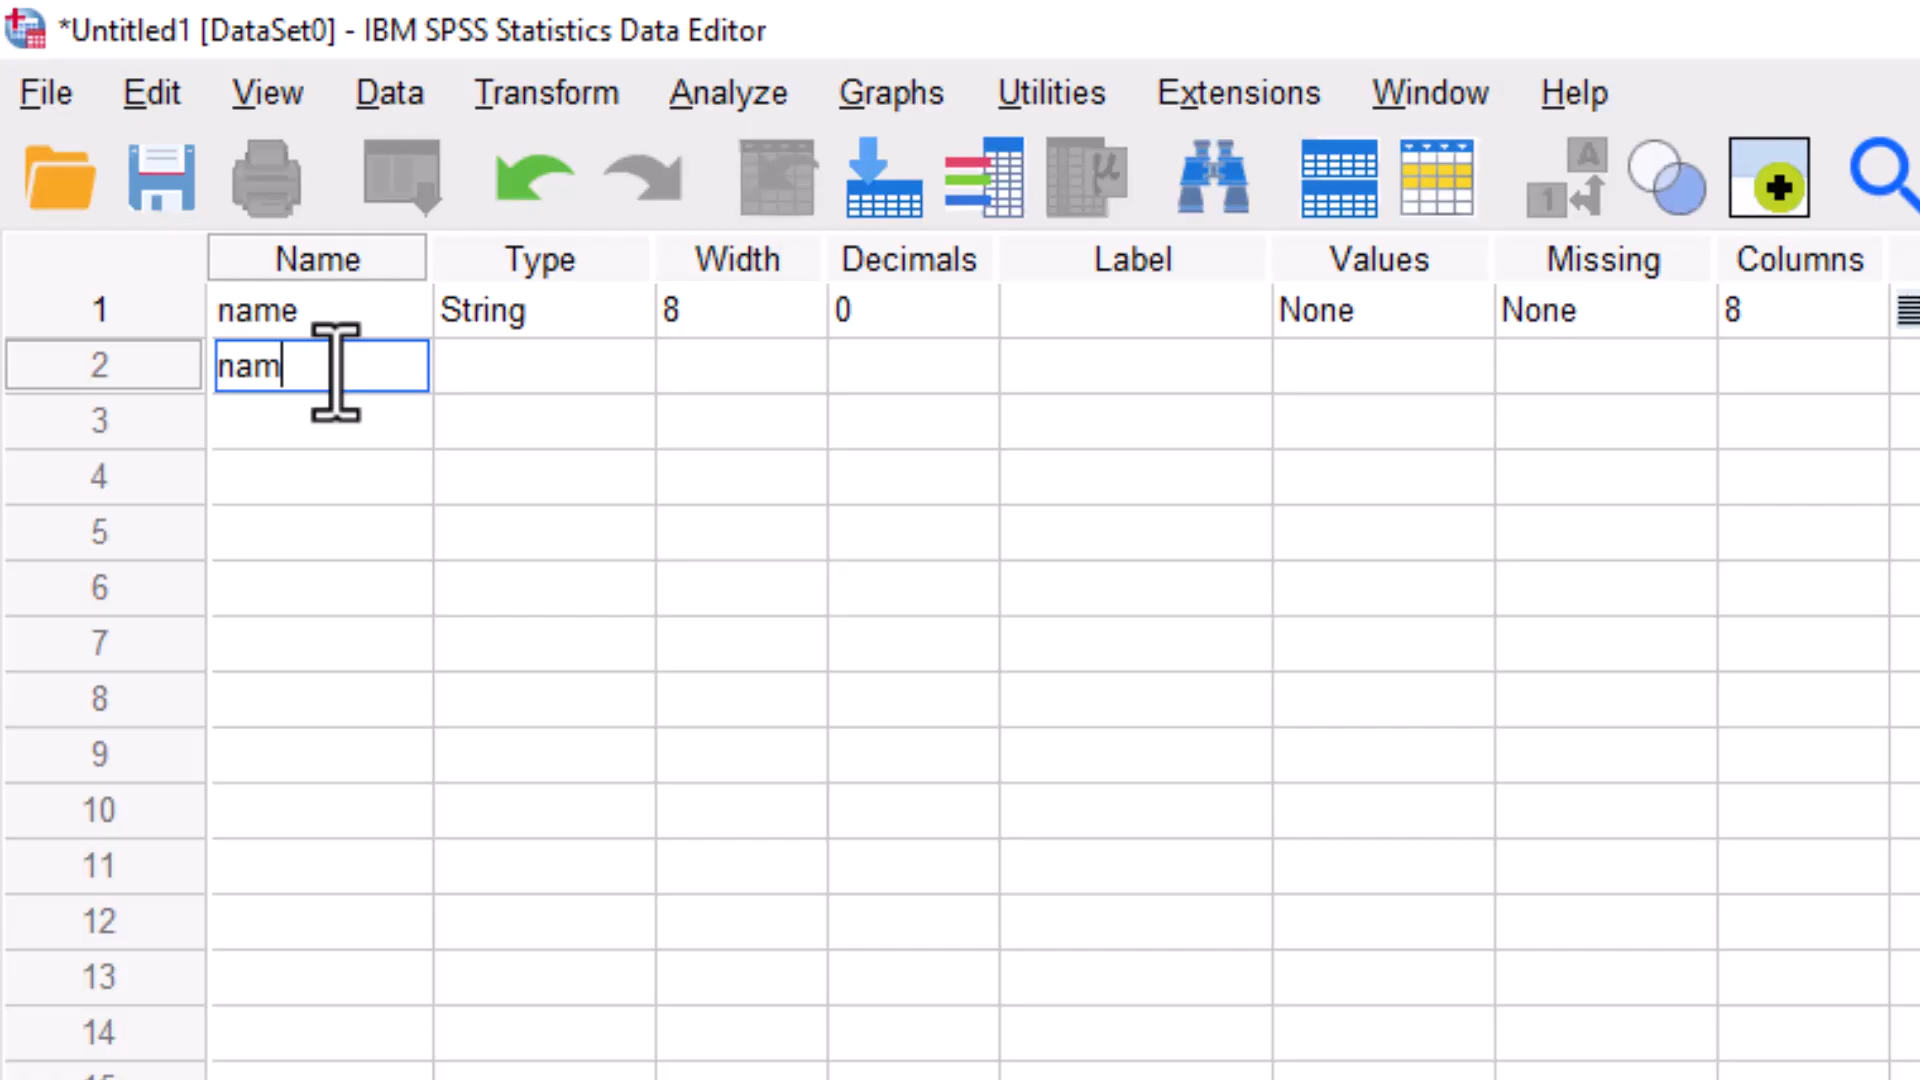 *Untitled1 [DataSet0] - IBM SPSS Statistics Data Editor
File Edit View Data Transform Analyze Graphs Utilities Extensions Window Help
μ A 1
Name Type Width Decimals Label Values Missing Columns
1 name String 8 0 None None 8
2 nam
3
4
5
6
7
8
9
10
11
12
13
14